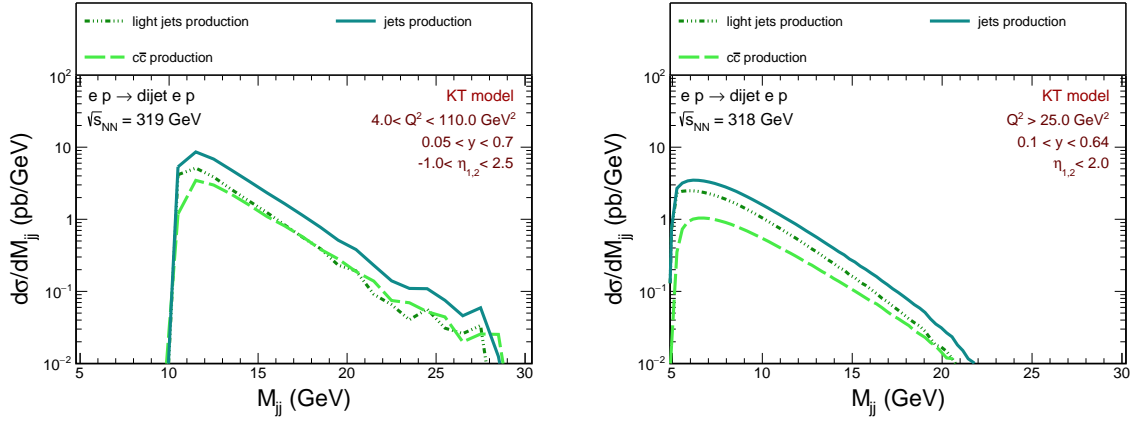 light jets production
jets production
cc̅ production
10²
10
1
10⁻¹
10⁻²
dσ/dM_jj (pb/GeV)
e p → dijet e p
√s_NN = 319 GeV
KT model
4.0< Q² < 110.0 GeV²
0.05 < y < 0.7
-1.0< η_1,2 < 2.5
5 10 15 20 25 30
M_jj (GeV)
light jets production
jets production
cc̅ production
10²
10
1
10⁻¹
10⁻²
dσ/dM_jj (pb/GeV)
e p → dijet e p
√s_NN = 318 GeV
KT model
Q² > 25.0 GeV²
0.1 < y < 0.64
η_1,2 < 2.0
5 10 15 20 25 30
M_jj (GeV)